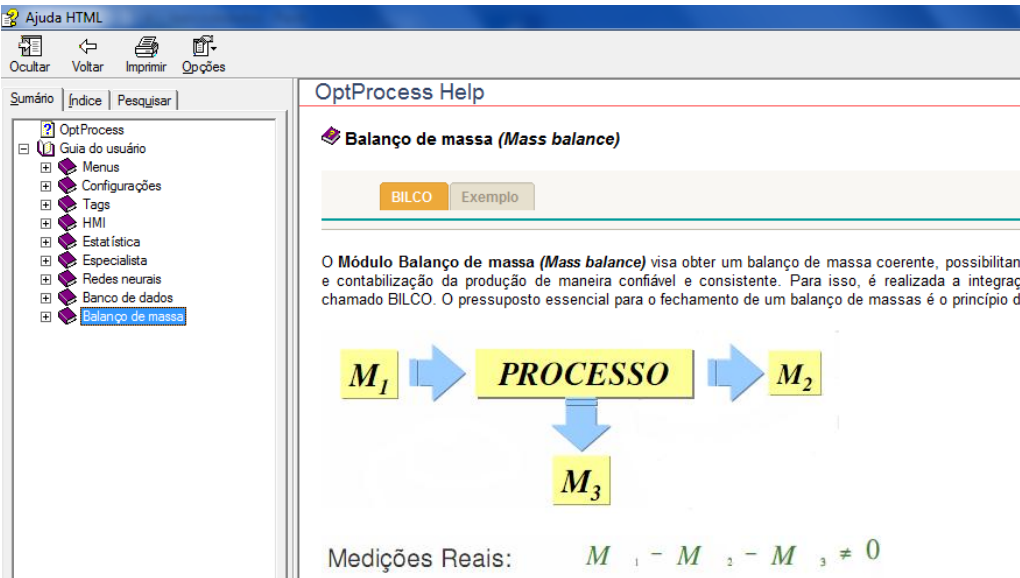 Ajuda HTML
Ocultar Voltar Imprimir Opções
Sumário Índice Pesquisar
OptProcess
Guia do usuário
Menus
Configurações
Tags
HMI
Estatística
Especialista
Redes neurais
Banco de dados
Balanço de massa
OptProcess Help
Balanço de massa (Mass balance)
BILCO Exemplo
O Módulo Balanço de massa (Mass balance) visa obter um balanço de massa coerente, possibilitan
e contabilização da produção de maneira confiável e consistente. Para isso, é realizada a integraç
chamado BILCO. O pressuposto essencial para o fechamento de um balanço de massas é o princípio d
M₁ PROCESSO M₂
M₃
Medições Reais: M ₁ - M ₂ - M ₃ ≠ 0